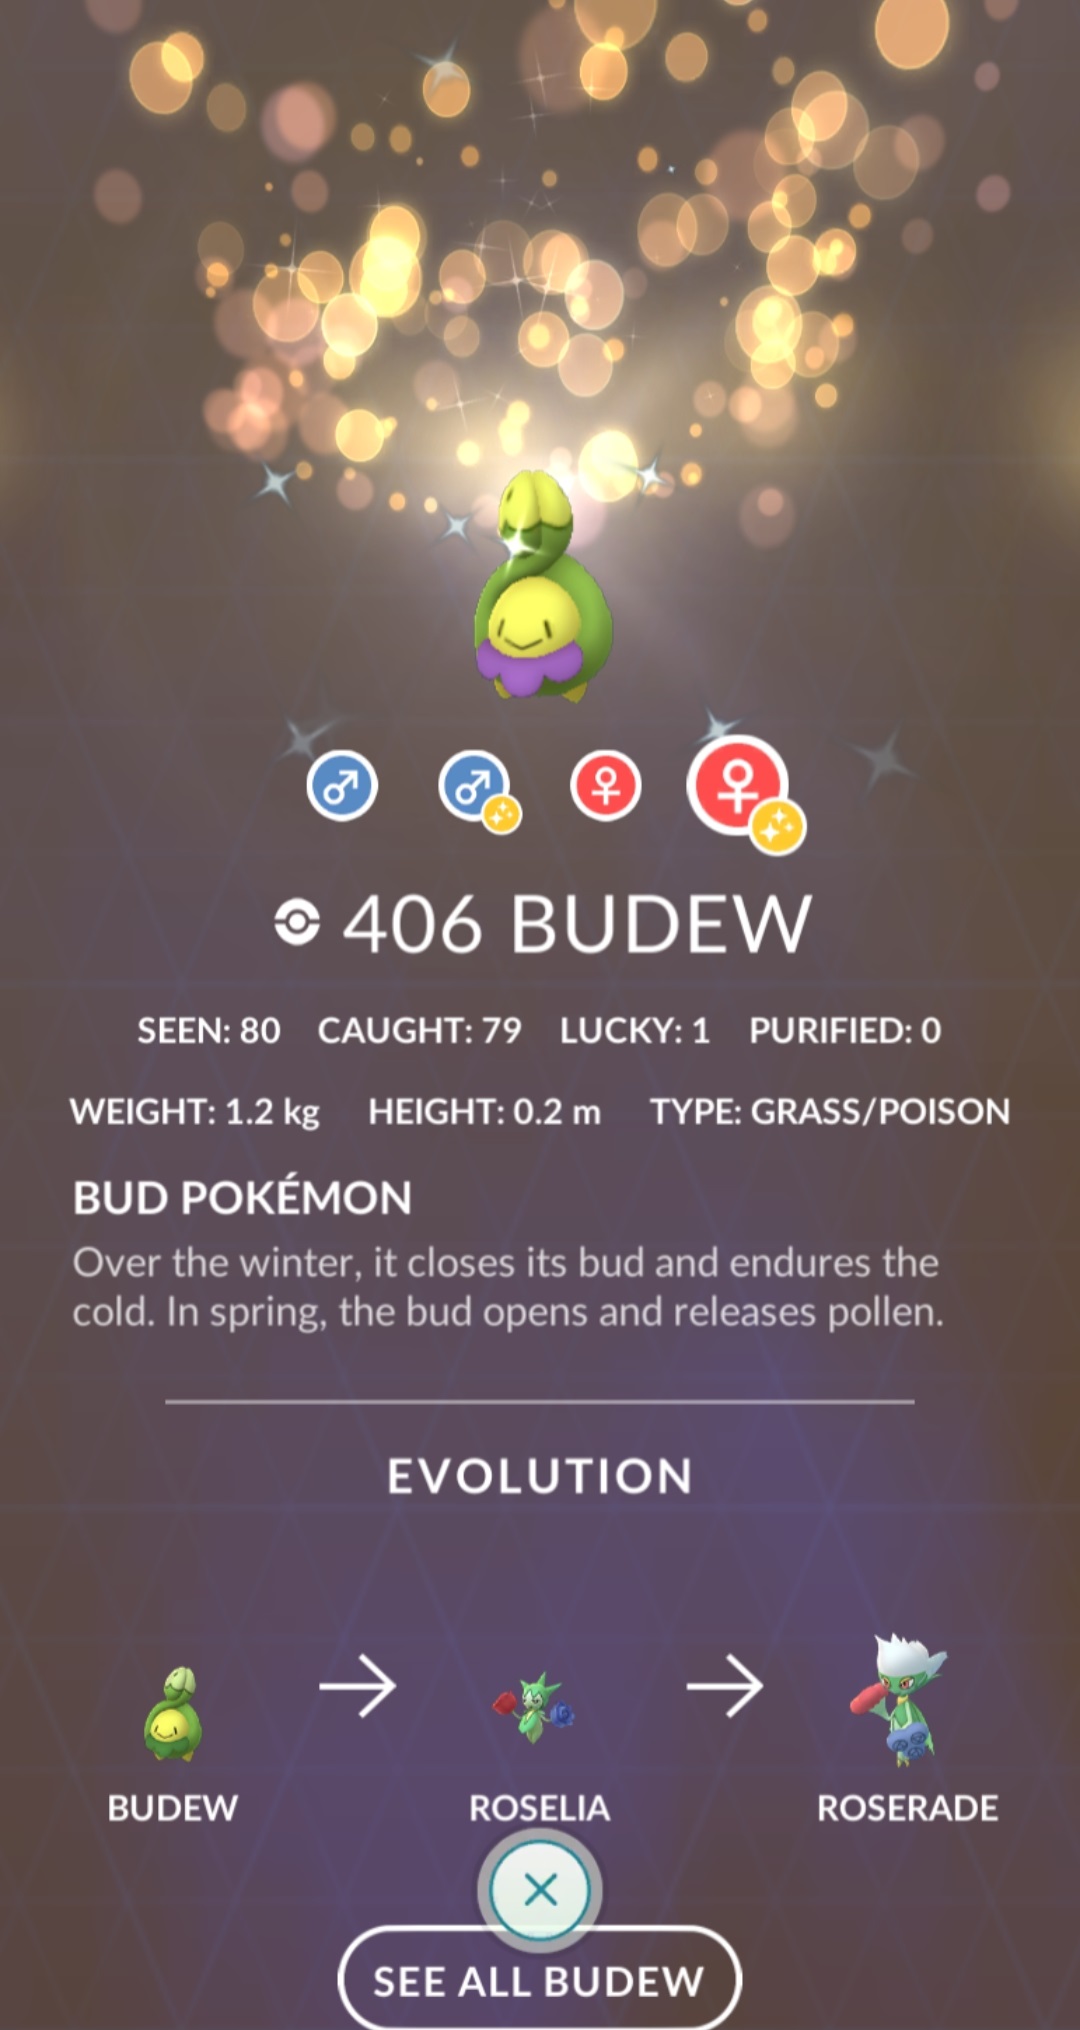 406 BUDEW
SEEN: 80 CAUGHT: 79 LUCKY: 1 PURIFIED: 0
WEIGHT: 1.2 kg HEIGHT: 0.2 m TYPE: GRASS/POISON
BUD POKÉMON
Over the winter, it closes its bud and endures the
cold. In spring, the bud opens and releases pollen.
EVOLUTION
BUDEW ROSELIA ROSERADE
SEE ALL BUDEW